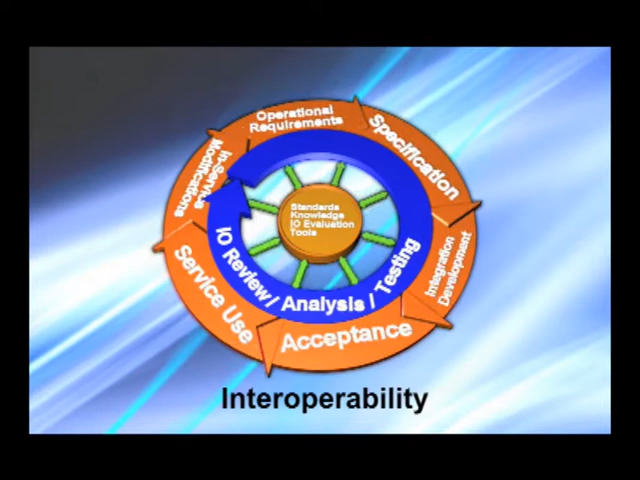 Operational
Requirements
Specification
Integration
Development
Acceptance
Service Use
In-Service
Modifications
IO Review / Analysis / Testing
Standards
Knowledge
IO Evaluation
Tools
Interoperability